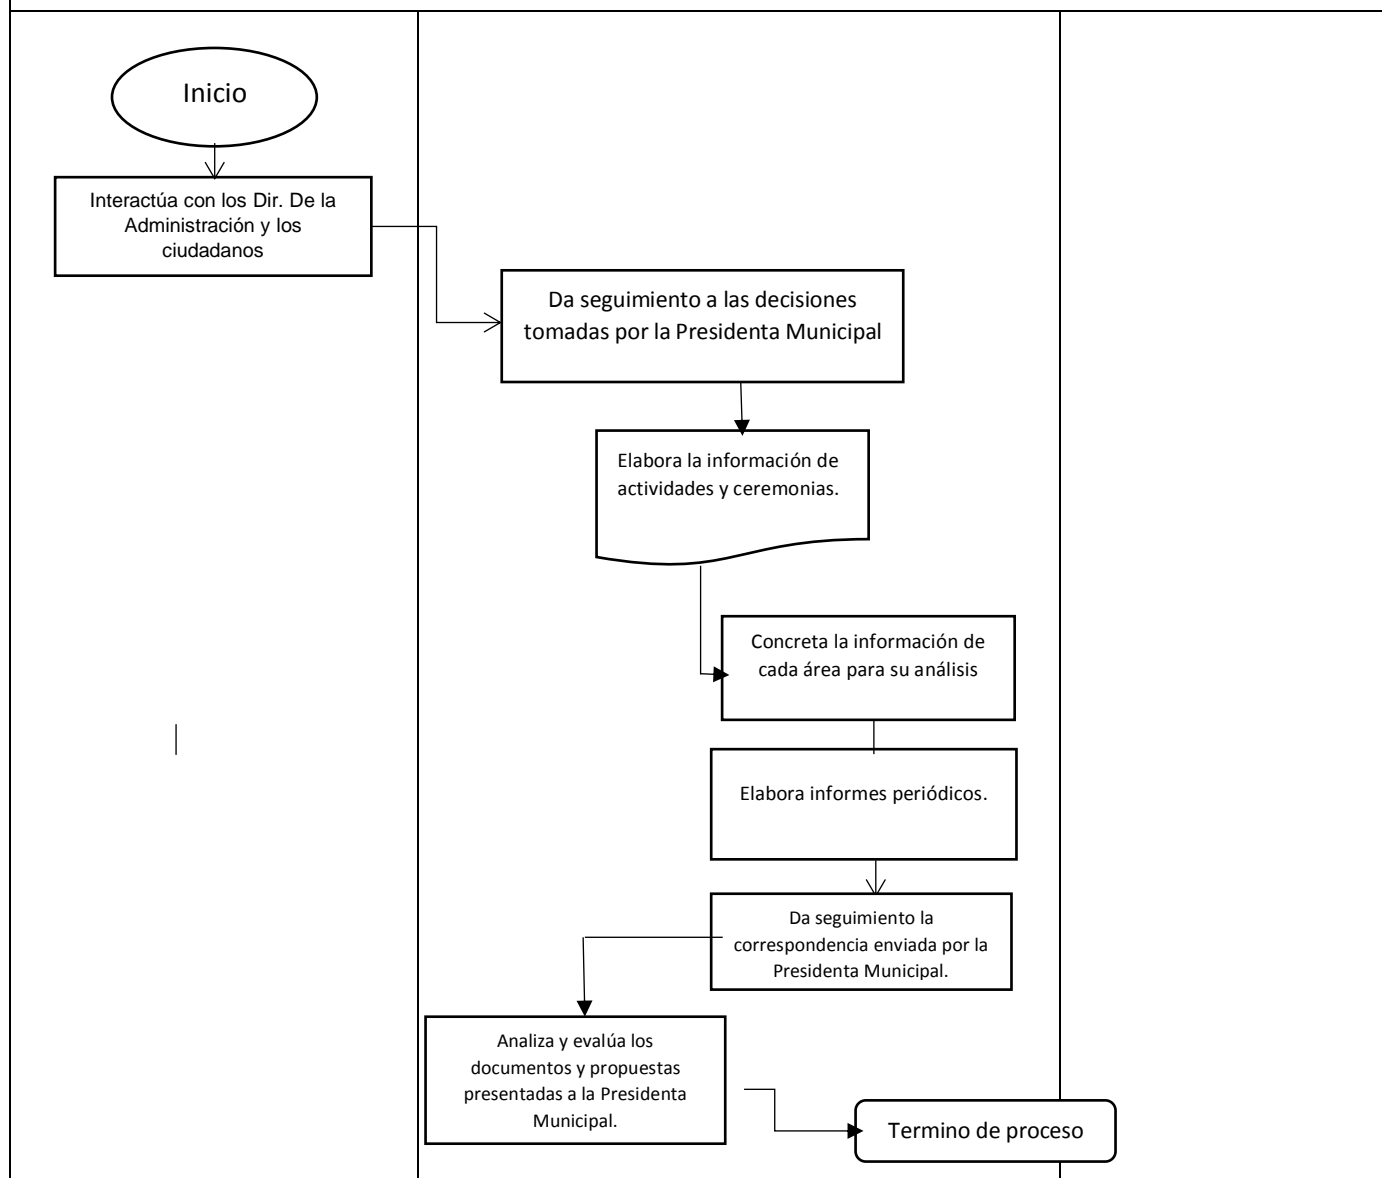 Inicio
Interactúa con los Dir. De la
Administración y los
ciudadanos
Da seguimiento a las decisiones
tomadas por la Presidenta Municipal
Elabora la información de
actividades y ceremonias.
Concreta la información de
cada área para su análisis
Elabora informes periódicos.
Da seguimiento la
correspondencia enviada por la
Presidenta Municipal.
Analiza y evalúa los
documentos y propuestas
presentadas a la Presidenta
Municipal.
Termino de proceso